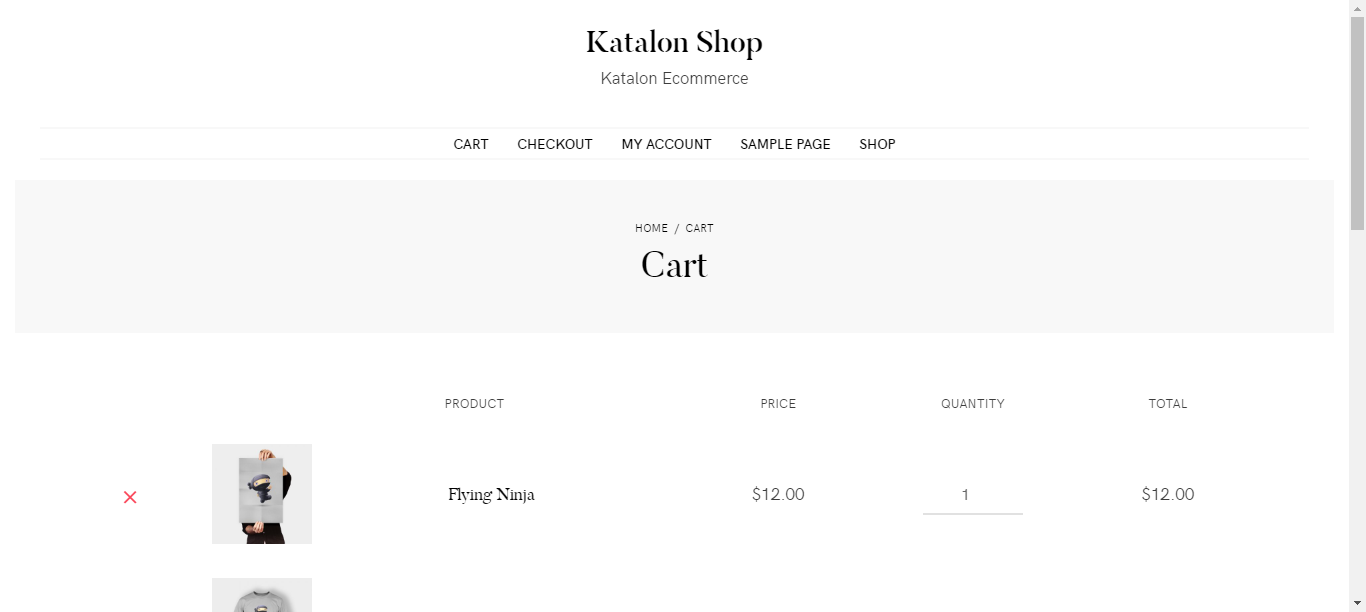 Katalon Shop
Katalon Ecommerce
CART CHECKOUT MY ACCOUNT SAMPLE PAGE SHOP
HOME / CART
Cart
PRODUCT PRICE QUANTITY TOTAL
Flying Ninja $12.00 1 $12.00